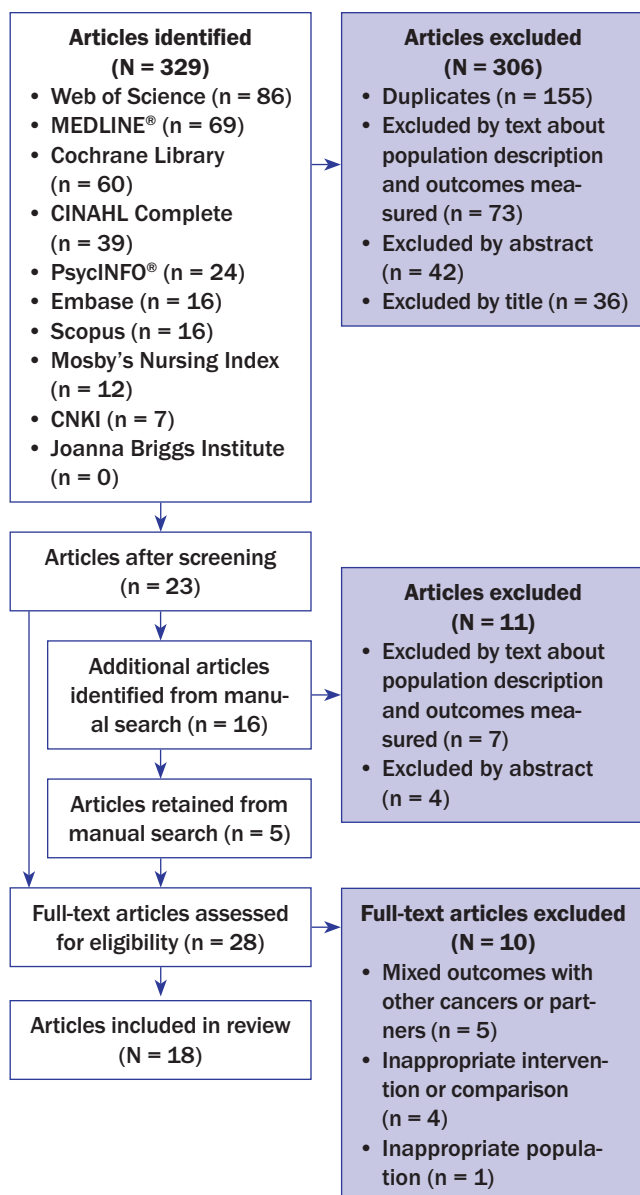 Articles identified
(N = 329)
• Web of Science (n = 86)
• MEDLINE® (n = 69)
• Cochrane Library
(n = 60)
• CINAHL Complete
(n = 39)
• PsycINFO® (n = 24)
• Embase (n = 16)
• Scopus (n = 16)
• Mosby’s Nursing Index
(n = 12)
• CNKI (n = 7)
• Joanna Briggs Institute
(n = 0)
Articles excluded
(N = 306)
• Duplicates (n = 155)
• Excluded by text about
population description
and outcomes mea-
sured (n = 73)
• Excluded by abstract
(n = 42)
• Excluded by title (n = 36)
Articles after screening
(n = 23)
Additional articles
identified from manu-
al search (n = 16)
Articles excluded
(N = 11)
• Excluded by text about
population description
and outcomes mea-
sured (n = 7)
• Excluded by abstract
(n = 4)
Articles retained from
manual search (n = 5)
Full-text articles assessed
for eligibility (n = 28)
Full-text articles excluded
(N = 10)
• Mixed outcomes with
other cancers or part-
ners (n = 5)
• Inappropriate interven-
tion or comparison
(n = 4)
• Inappropriate popula-
tion (n = 1)
Articles included in review
(N = 18)